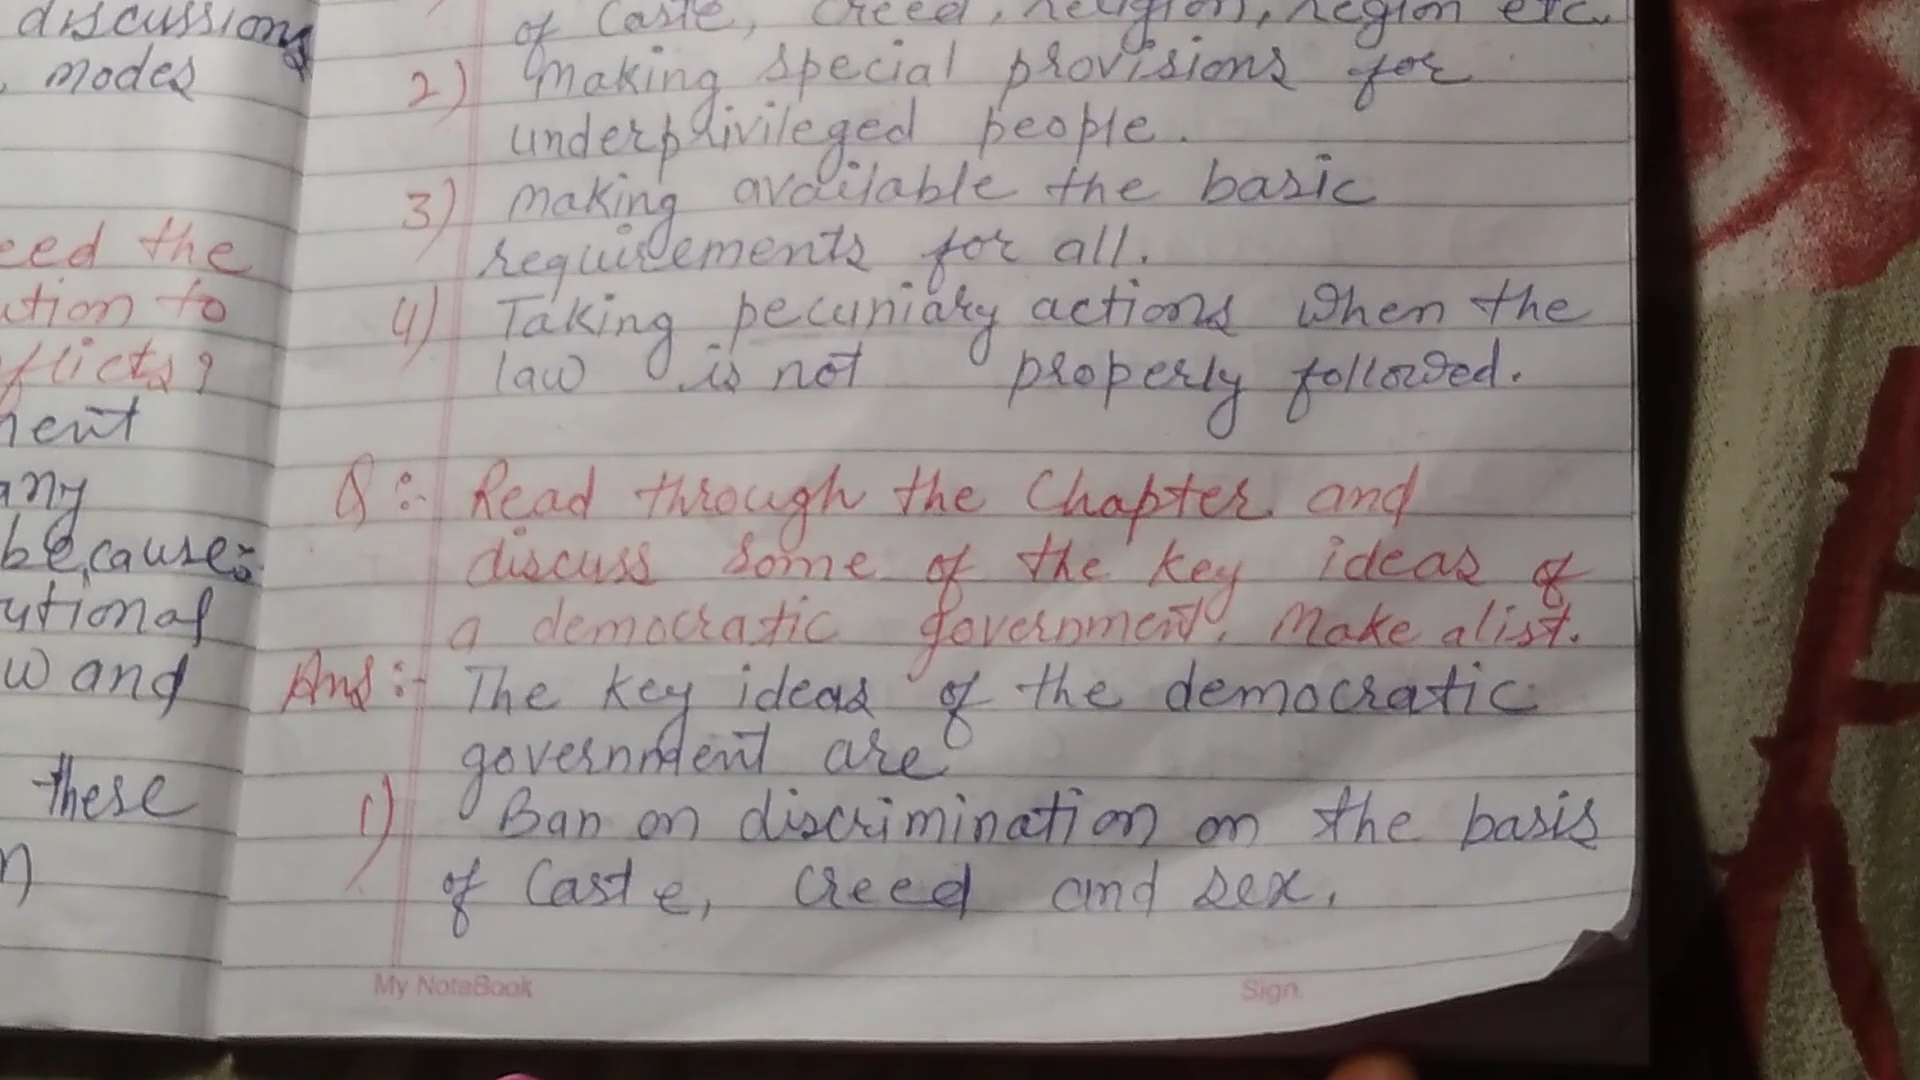 discussions
modes
eed the
ution to
flicts?
ment
any
because:
utional
w and
these
n
of Caste, Creed, Religion, Region etc.
2) Making special provisions for
underprivileged people.
3) making available the basic
requirements for all.
4) Taking pecuniary actions when the
law is not properly followed.
Q:- Read through the Chapter and
discuss some of the key ideas of
a democratic government. Make a list.
Ans:- The key ideas of the democratic
government are
1) Ban on discrimination on the basis
of Caste, Creed and sex.
My NoteBook Sign.